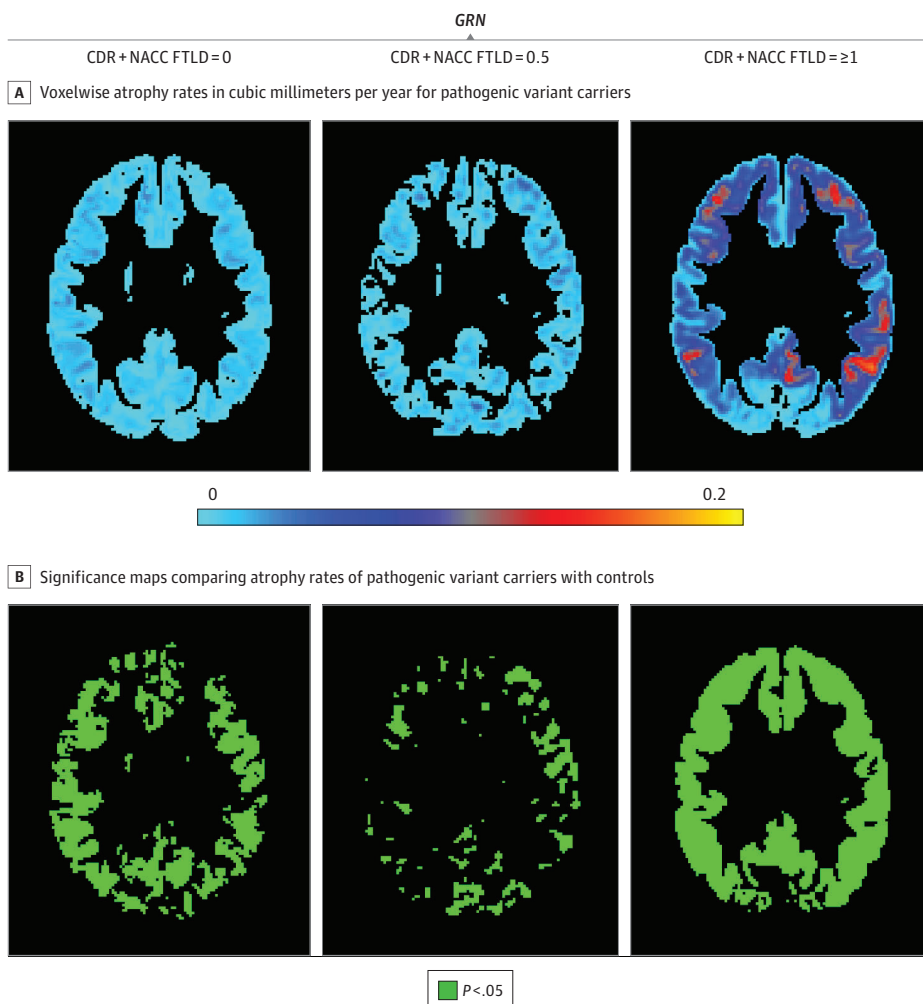 GRN
CDR + NACC FTLD = 0 CDR + NACC FTLD = 0.5 CDR + NACC FTLD = ≥1
A Voxelwise atrophy rates in cubic millimeters per year for pathogenic variant carriers
0 0.2
B Significance maps comparing atrophy rates of pathogenic variant carriers with controls
P<.05